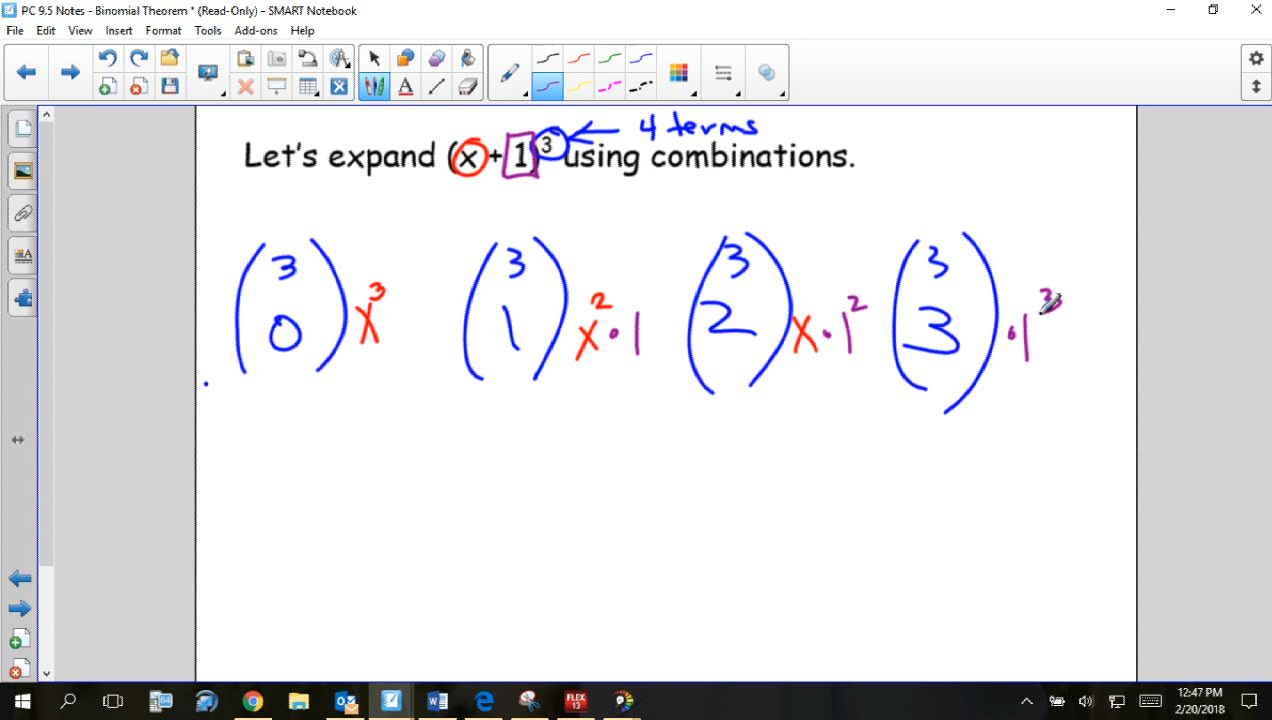 PC 9.5 Notes - Binomial Theorem * (Read-Only) - SMART Notebook
File Edit View Insert Format Tools Add-ons Help
← 4 terms
Let's expand (x+1)³ using combinations.
(3 0) x³ (3 1) x²·1 (3 2) x·1² (3 3) ·1³
FLEX 13
12:47 PM
2/20/2018